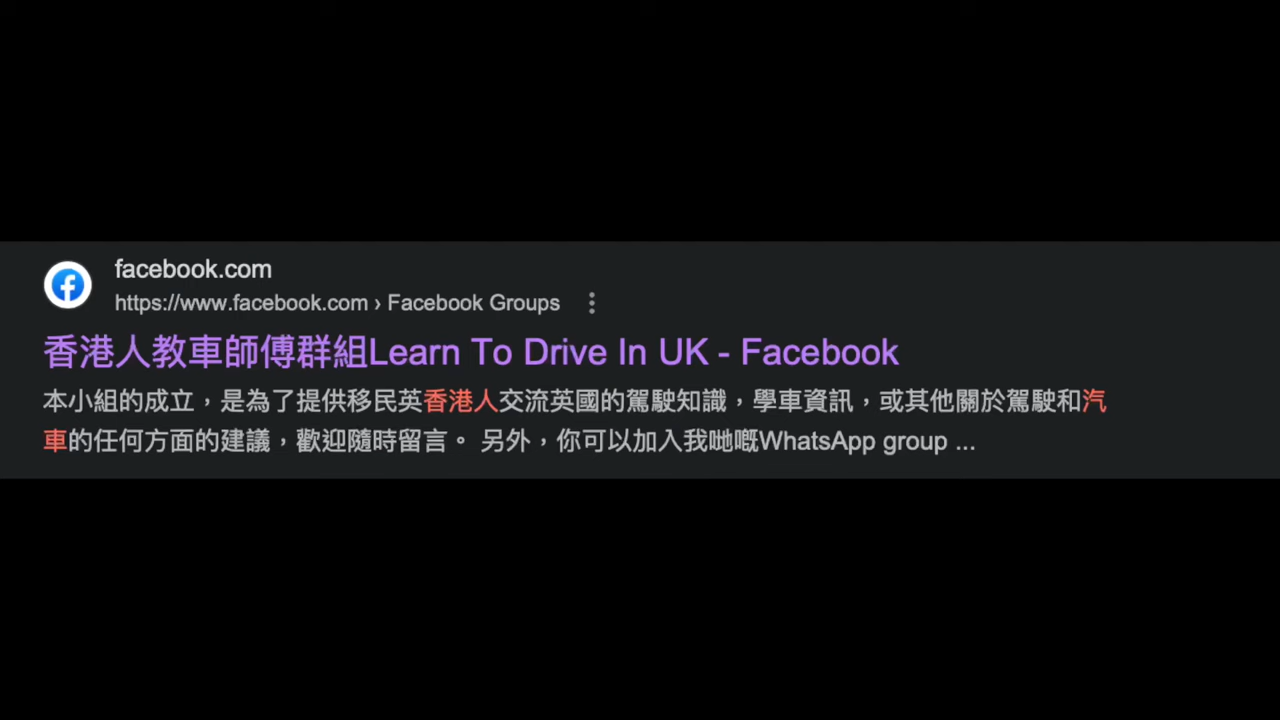 facebook.com
https://www.facebook.com › Facebook Groups
香港人教車師傅群組Learn To Drive In UK - Facebook
本小組的成立，是為了提供移民英香港人交流英國的駕駛知識，學車資訊，或其他關於駕駛和汽
車的任何方面的建議，歡迎隨時留言。 另外，你可以加入我哋嘅WhatsApp group ...